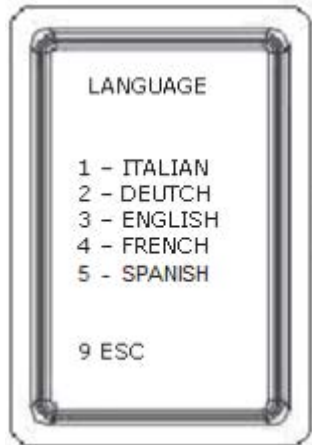 LANGUAGE
1 – ITALIAN
2 – DEUTCH
3 – ENGLISH
4 – FRENCH
5 - SPANISH
9 ESC